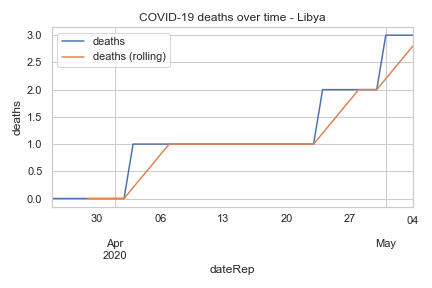 COVID-19 deaths over time - Libya
deaths
deaths (rolling)
deaths
3.0
2.5
2.0
1.5
1.0
0.5
0.0
30 06 13 20 27 04
Apr May
2020
dateRep